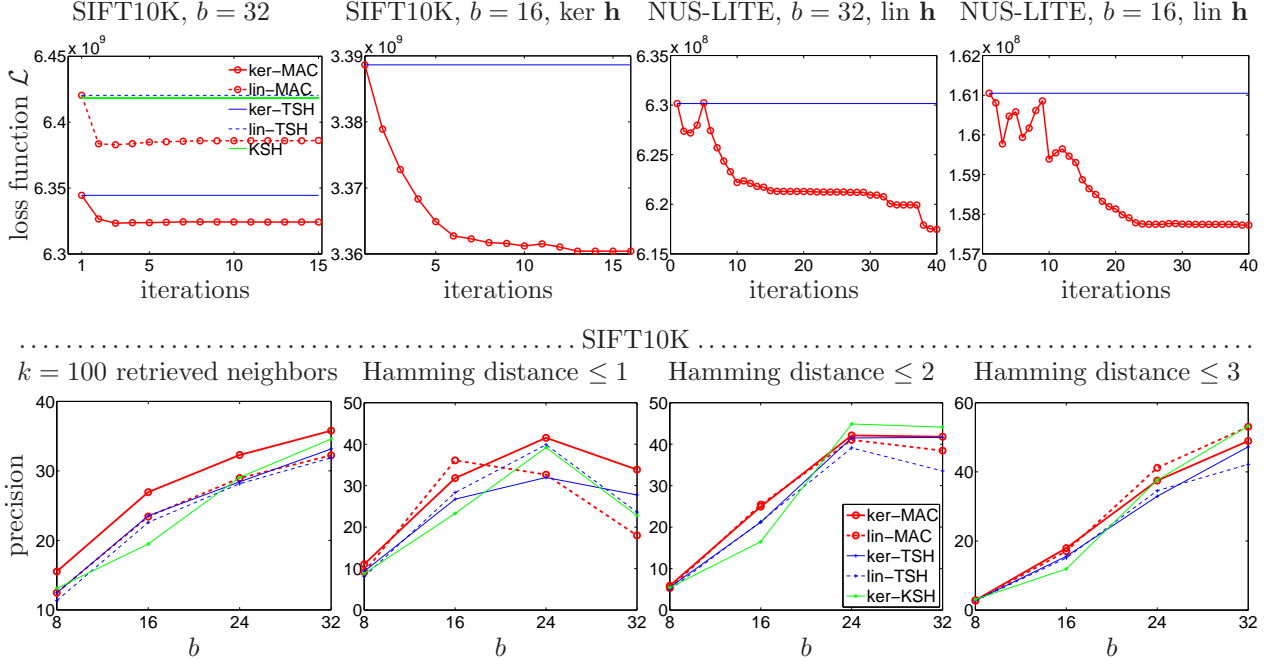 SIFT10K, b = 32
SIFT10K, b = 16, ker h
NUS-LITE, b = 32, lin h
NUS-LITE, b = 16, lin h
loss function L
x 10^9
6.45
6.4
6.35
6.3
1 5 10 15
iterations
ker−MAC
lin−MAC
ker−TSH
lin−TSH
KSH
x 10^9
3.39
3.38
3.37
3.36
5 10 15
iterations
x 10^8
6.35
6.3
6.25
6.2
6.15
0 10 20 30 40
iterations
x 10^8
1.62
1.61
1.6
1.59
1.58
1.57
0 10 20 30 40
iterations
SIFT10K
k = 100 retrieved neighbors
Hamming distance ≤ 1
Hamming distance ≤ 2
Hamming distance ≤ 3
precision
40
30
20
10
8 16 24 32
b
50
40
30
20
10
0
8 16 24 32
b
50
40
30
20
10
0
8 16 24 32
b
ker−MAC
lin−MAC
ker−TSH
lin−TSH
ker−KSH
60
50
40
30
20
10
0
8 16 24 32
b